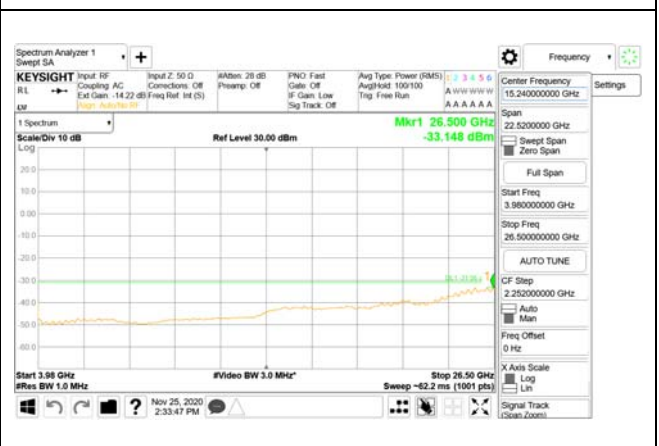 Spectrum Analyzer 1
Swept SA
Frequency
KEYSIGHT
RL
Input: RF
Coupling: AC
Ext Gain: -14.22 dB
Align: Auto/No RF
Input Z: 50 Ω
Corrections: Off
Freq Ref: Int (S)
#Atten: 28 dB
Preamp: Off
PNO: Fast
Gate: Off
IF Gain: Low
Sig Track: Off
Avg Type: Power (RMS)
Avg|Hold: 100/100
Trig: Free Run
1 2 3 4 5 6
A W W W W W
A A A A A A
1 Spectrum
Scale/Div 10 dB
Ref Level 30.00 dBm
Mkr1 26.500 GHz
-33.148 dBm
Log
20.0
10.0
0.00
-10.0
-20.0
-30.0
-40.0
-50.0
-60.0
Start 3.98 GHz
#Res BW 1.0 MHz
#Video BW 3.0 MHz*
Stop 26.50 GHz
Sweep ~62.2 ms (1001 pts)
Nov 25, 2020
2:33:47 PM
Center Frequency
15.240000000 GHz
Span
22.5200000 GHz
Swept Span
Zero Span
Full Span
Start Freq
3.980000000 GHz
Stop Freq
26.500000000 GHz
AUTO TUNE
CF Step
2.252000000 GHz
Auto
Man
Freq Offset
0 Hz
X Axis Scale
Log
Lin
Signal Track
(Span Zoom)
Settings